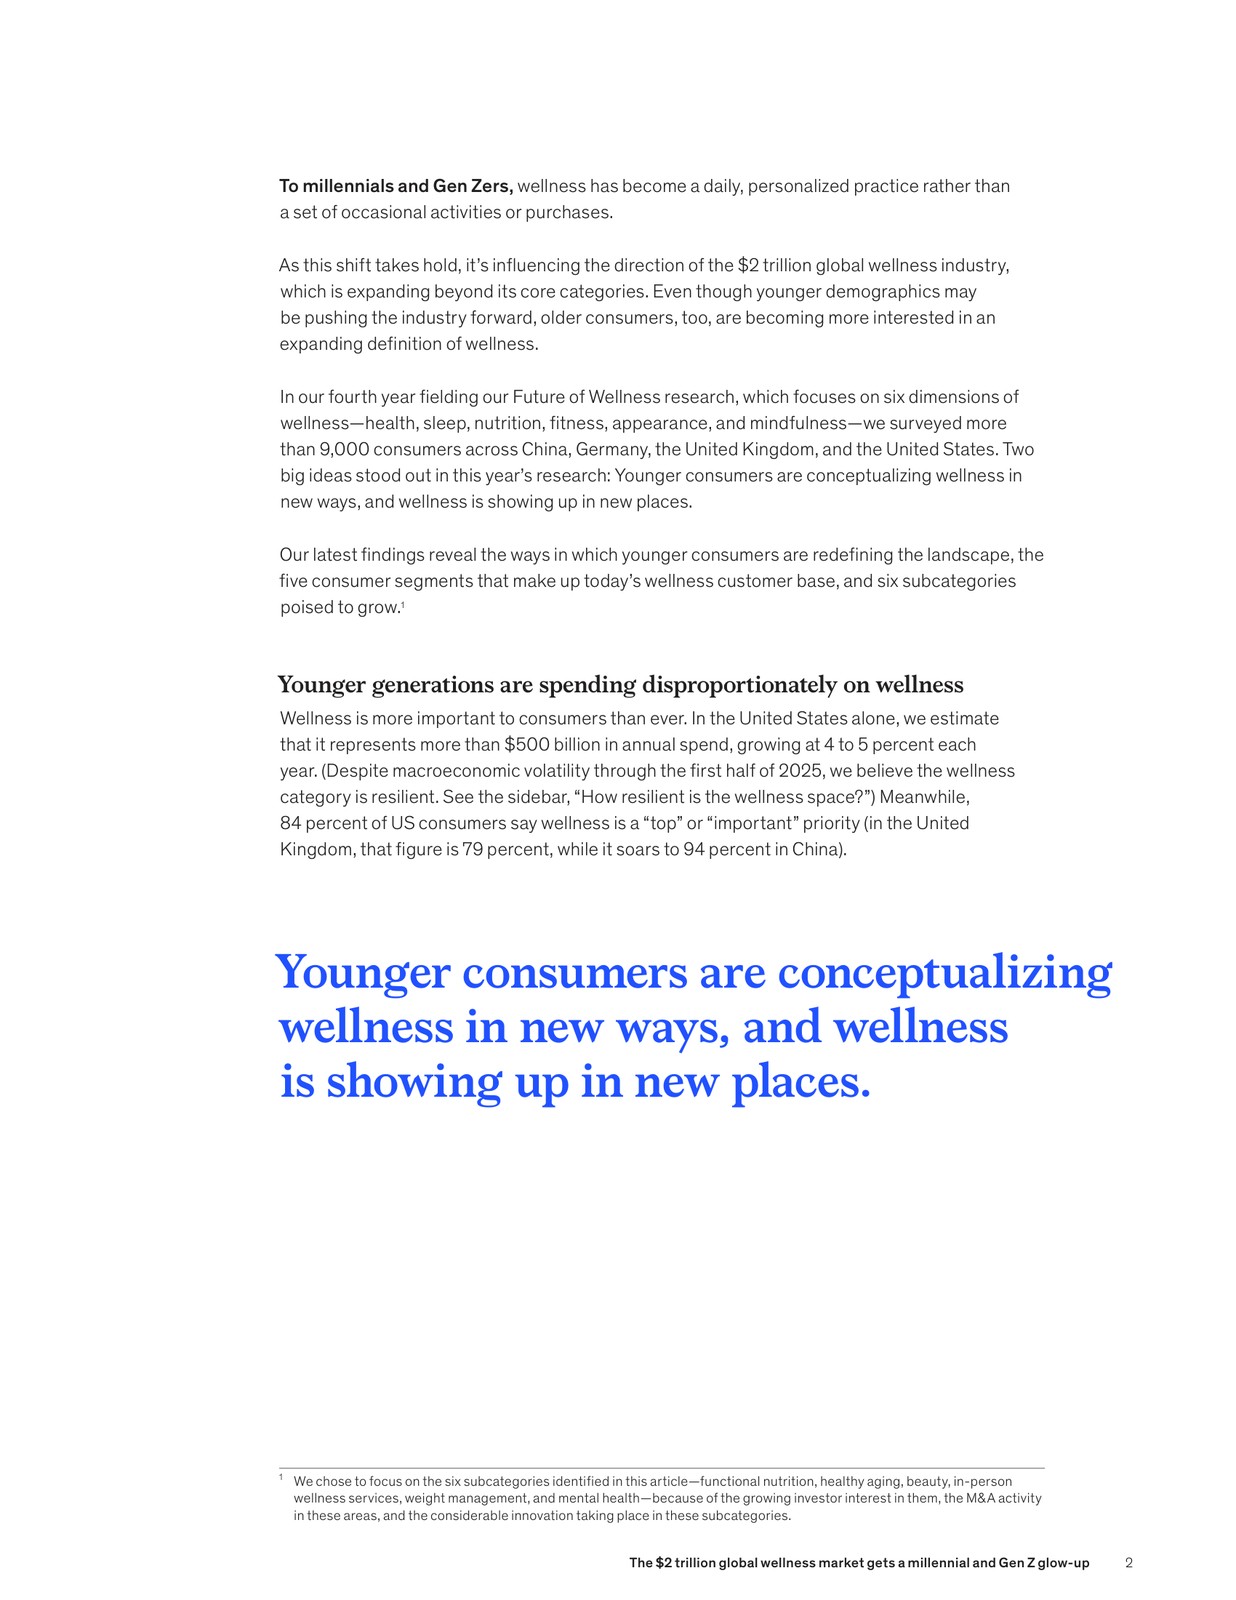 To millennials and Gen Zers, wellness has become a daily, personalized practice rather than
a set of occasional activities or purchases.
As this shift takes hold, it’s influencing the direction of the $2 trillion global wellness industry,
which is expanding beyond its core categories. Even though younger demographics may
be pushing the industry forward, older consumers, too, are becoming more interested in an
expanding definition of wellness.
In our fourth year fielding our Future of Wellness research, which focuses on six dimensions of
wellness—health, sleep, nutrition, fitness, appearance, and mindfulness—we surveyed more
than 9,000 consumers across China, Germany, the United Kingdom, and the United States. Two
big ideas stood out in this year’s research: Younger consumers are conceptualizing wellness in
new ways, and wellness is showing up in new places.
Our latest findings reveal the ways in which younger consumers are redefining the landscape, the
five consumer segments that make up today’s wellness customer base, and six subcategories
poised to grow.¹
Younger generations are spending disproportionately on wellness
Wellness is more important to consumers than ever. In the United States alone, we estimate
that it represents more than $500 billion in annual spend, growing at 4 to 5 percent each
year. (Despite macroeconomic volatility through the first half of 2025, we believe the wellness
category is resilient. See the sidebar, “How resilient is the wellness space?”) Meanwhile,
84 percent of US consumers say wellness is a “top” or “important” priority (in the United
Kingdom, that figure is 79 percent, while it soars to 94 percent in China).
Younger consumers are conceptualizing
wellness in new ways, and wellness
is showing up in new places.
¹ We chose to focus on the six subcategories identified in this article—functional nutrition, healthy aging, beauty, in-person
wellness services, weight management, and mental health—because of the growing investor interest in them, the M&A activity
in these areas, and the considerable innovation taking place in these subcategories.
The $2 trillion global wellness market gets a millennial and Gen Z glow-up 2